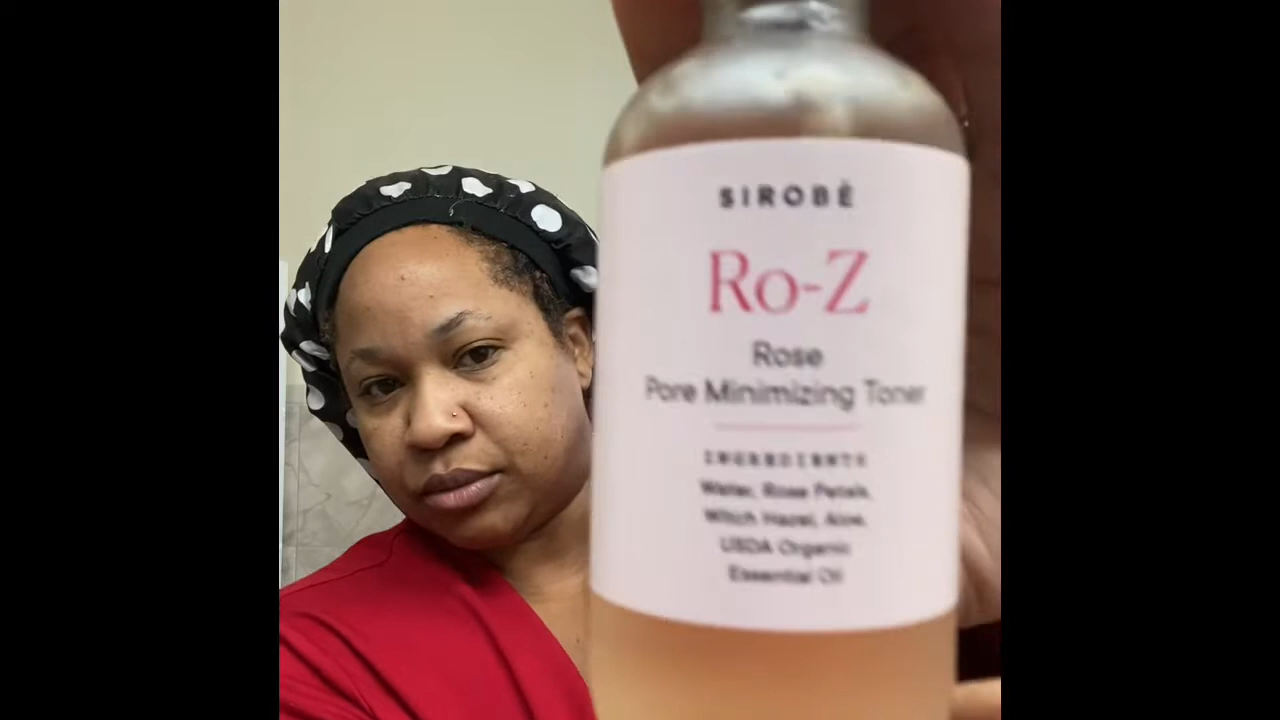 SIROBÈ
Ro-Z
Rose
Pore Minimizing Toner
INGREDIENTS
Water, Rose Petals,
Witch Hazel, Aloe,
USDA Organic
Essential Oil